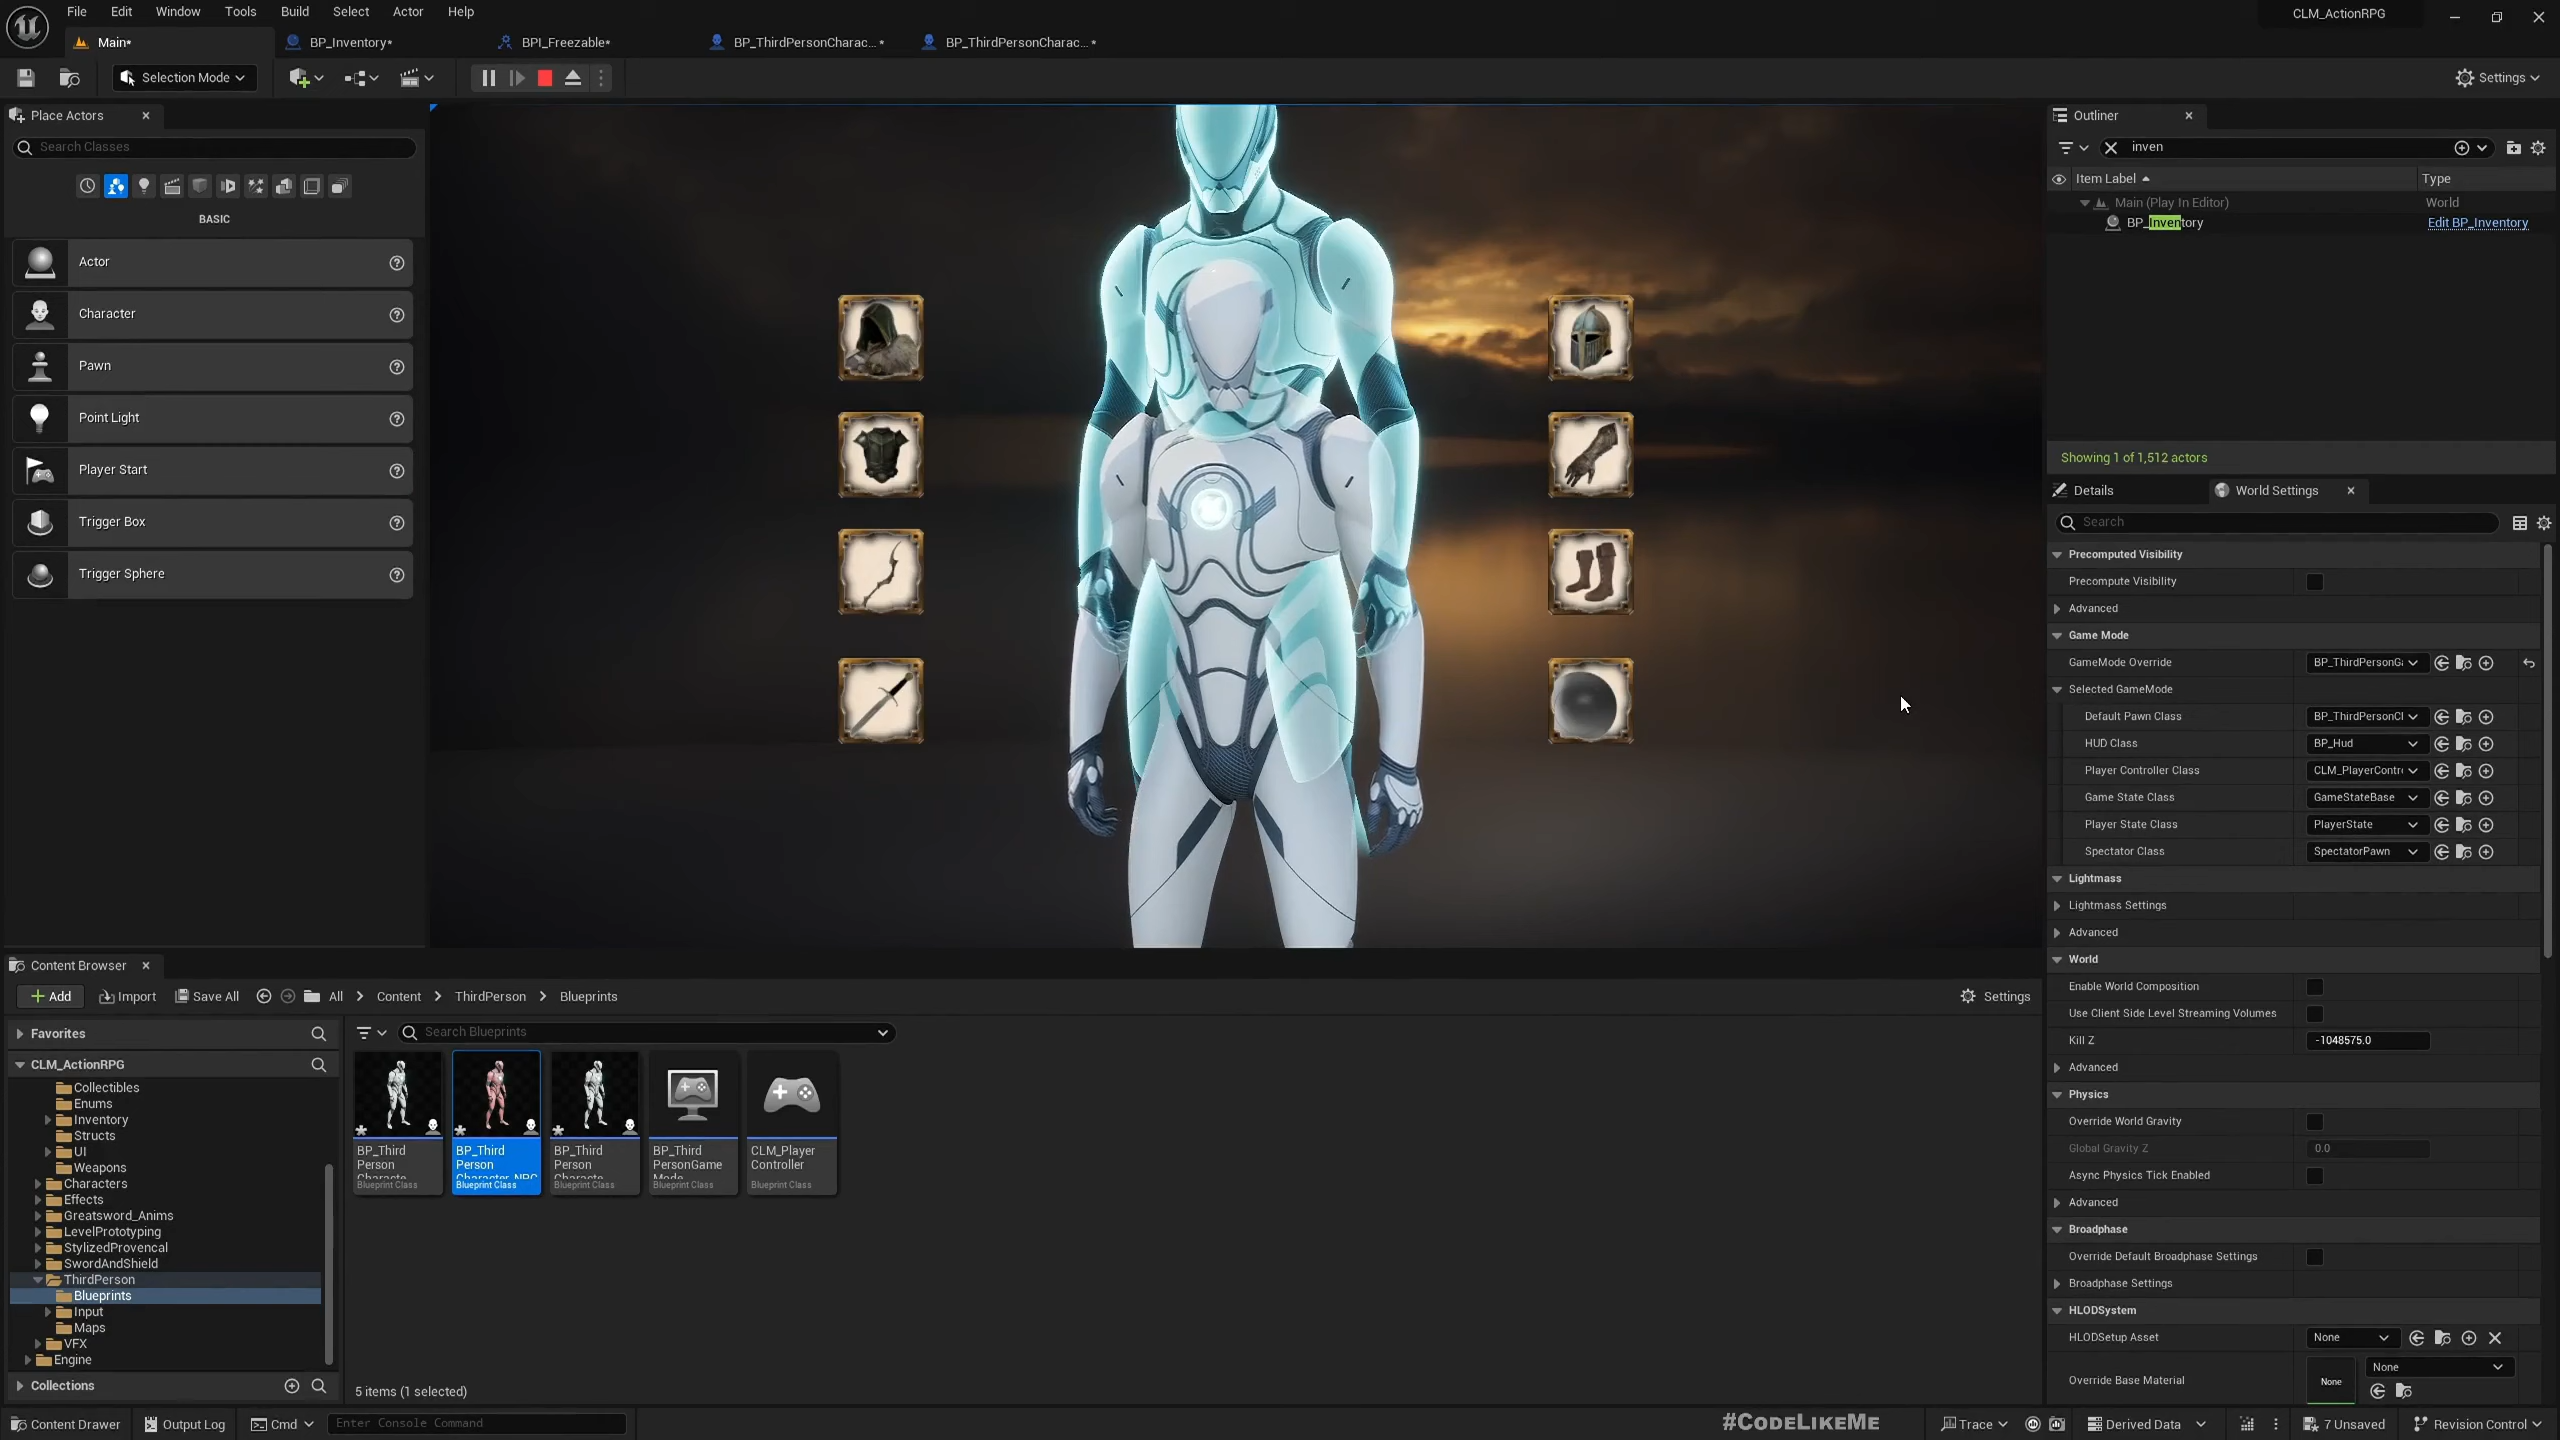 File Edit Window Tools Build Select Actor Help
CLM_ActionRPG
Main*
BP_Inventory*
BPI_Freezable*
BP_ThirdPersonCharac...*
BP_ThirdPersonCharac...*
Selection Mode
Settings
Place Actors
Search Classes
BASIC
Actor
Character
Pawn
Point Light
Player Start
Trigger Box
Trigger Sphere
Outliner
inven
Item Label
Type
Main (Play In Editor)
World
BP_Inventory
Edit BP_Inventory
Showing 1 of 1,512 actors
Details
World Settings
Search
Precomputed Visibility
Precompute Visibility
Advanced
Game Mode
GameMode Override
BP_ThirdPersonG
Selected GameMode
Default Pawn Class
BP_ThirdPersonCl
HUD Class
BP_Hud
Player Controller Class
CLM_PlayerContr
Game State Class
GameStateBase
Player State Class
PlayerState
Spectator Class
SpectatorPawn
Lightmass
Lightmass Settings
Advanced
World
Enable World Composition
Use Client Side Level Streaming Volumes
Kill Z
-1048575.0
Advanced
Physics
Override World Gravity
Global Gravity Z
0.0
Async Physics Tick Enabled
Advanced
Broadphase
Override Default Broadphase Settings
Broadphase Settings
HLODSystem
HLODSetup Asset
None
Override Base Material
None
None
Content Browser
Add
Import
Save All
All
Content
ThirdPerson
Blueprints
Settings
Favorites
CLM_ActionRPG
Collectibles
Enums
Inventory
Structs
UI
Weapons
Characters
Effects
Greatsword_Anims
LevelPrototyping
StylizedProvencal
SwordAndShield
ThirdPerson
Blueprints
Input
Maps
VFX
Engine
Collections
Search Blueprints
BP_Third
Person
Characte
Blueprint Class
BP_Third
Person
Character_NPC
Blueprint Class
BP_Third
Person
Characte
Blueprint Class
BP_Third
PersonGame
Mode
Blueprint Class
CLM_Player
Controller
Blueprint Class
5 items (1 selected)
Content Drawer
Output Log
Cmd
Enter Console Command
#CODELIKEME
Trace
Derived Data
7 Unsaved
Revision Control